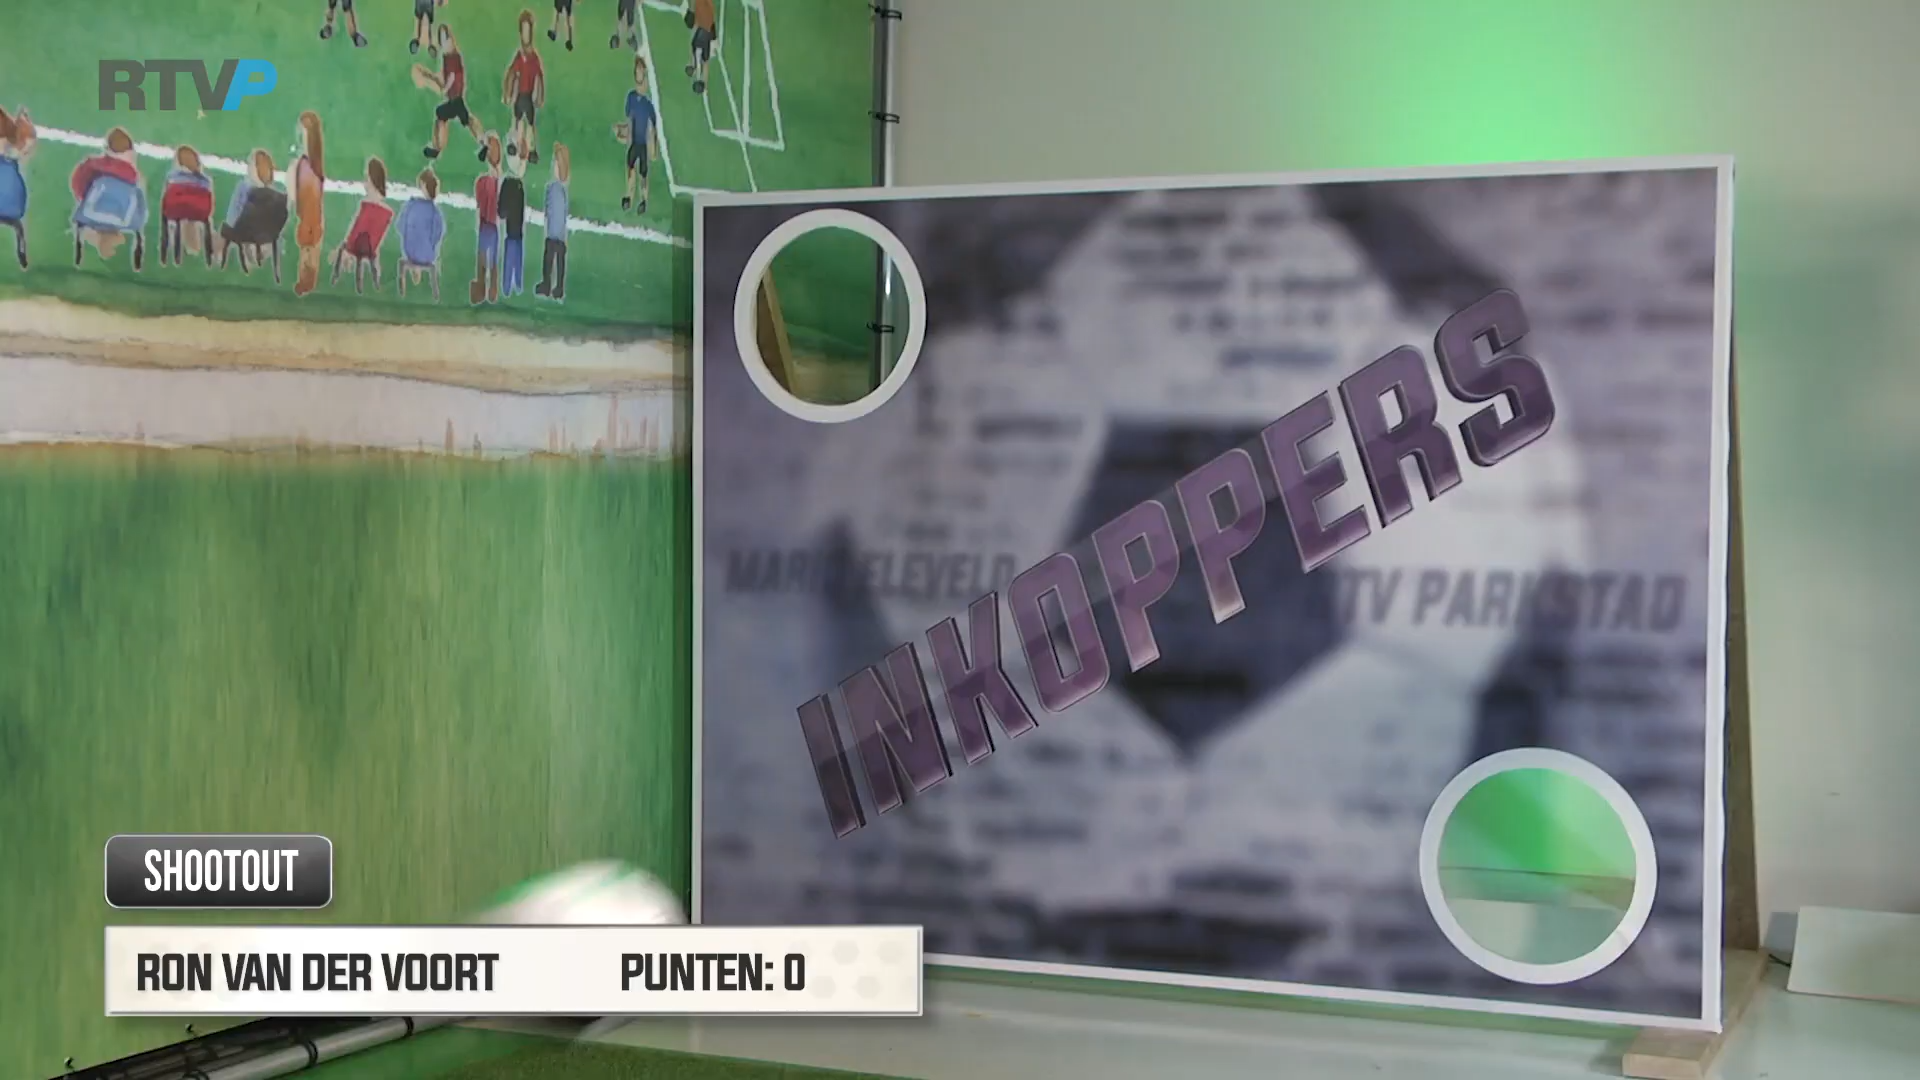 RTVP
INKOPPERS
RTV PARKSTAD
SHOOTOUT
RON VAN DER VOORT PUNTEN: 0